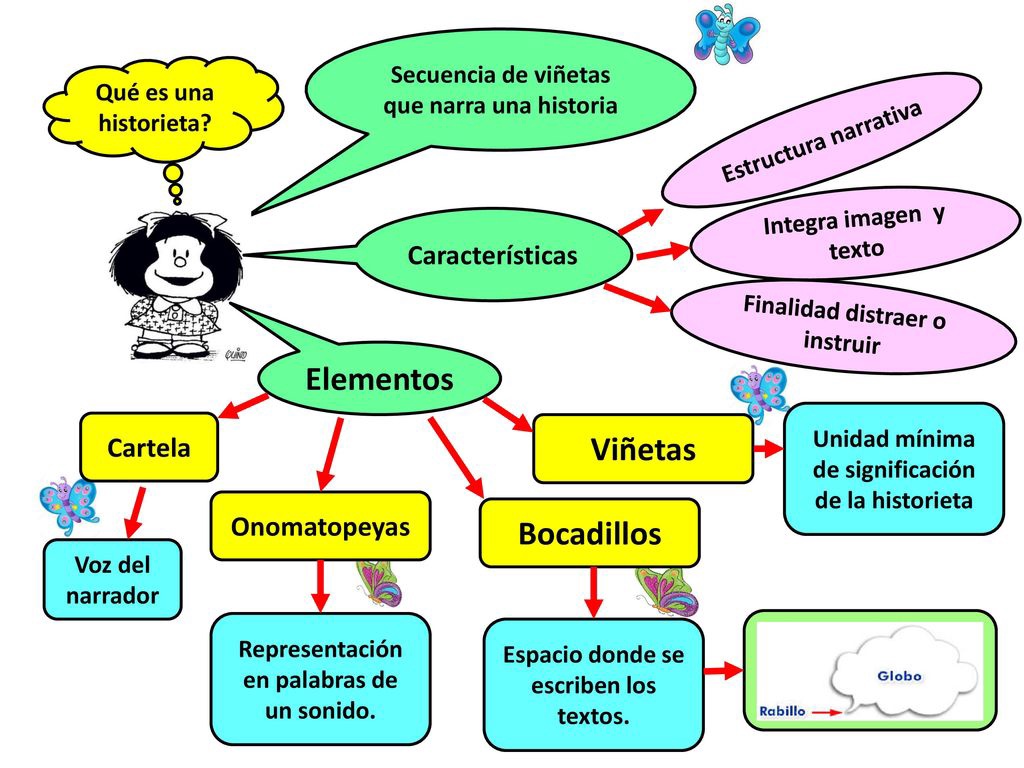 Qué es una
historieta?
Secuencia de viñetas
que narra una historia
Estructura narrativa
Integra imagen y
texto
Características
Finalidad distraer o
instruir
QUINO
Elementos
Cartela
Viñetas
Unidad mínima
de significación
de la historieta
Onomatopeyas
Bocadillos
Voz del
narrador
Representación
en palabras de
un sonido.
Espacio donde se
escriben los
textos.
Globo
Rabillo